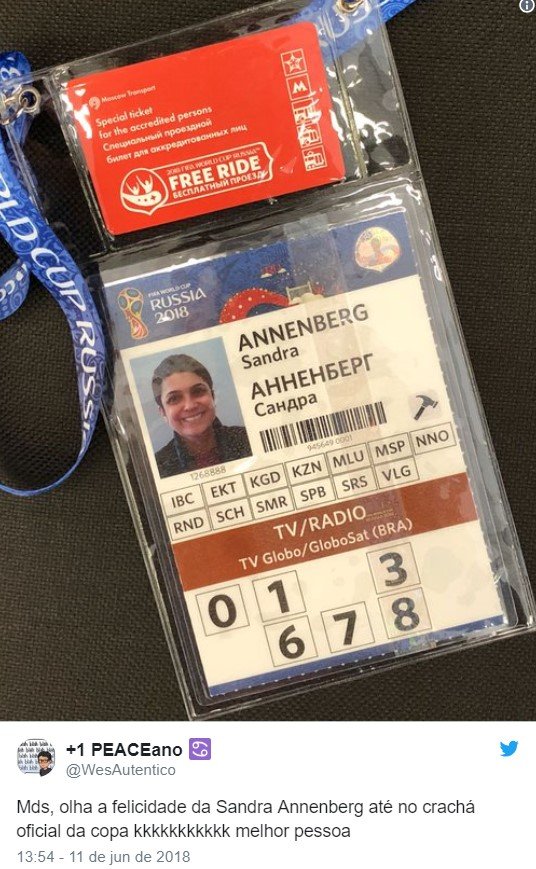 Moscow Transport
Special ticket
for the accredited persons
Специальный проездной
билет для аккредитованных лиц
2018 FIFA WORLD CUP RUSSIA
FREE RIDE
БЕСПЛАТНЫЙ ПРОЕЗД
LD CUP RUSSI
FIFA WORLD CUP
RUSSIA
2018
ANNENBERG
Sandra
АННЕНБЕРГ
Сандра
945649 0001
1268888
IBC EKT KGD KZN MLU MSP NNO
RND SCH SMR SPB SRS VLG
TV/RADIO
TV Globo/GloboSat (BRA)
0 1 3
6 7 8
+1 PEACEano ♋
@WesAutentico
Mds, olha a felicidade da Sandra Annenberg até no crachá
oficial da copa kkkkkkkkkkk melhor pessoa
13:54 - 11 de jun de 2018